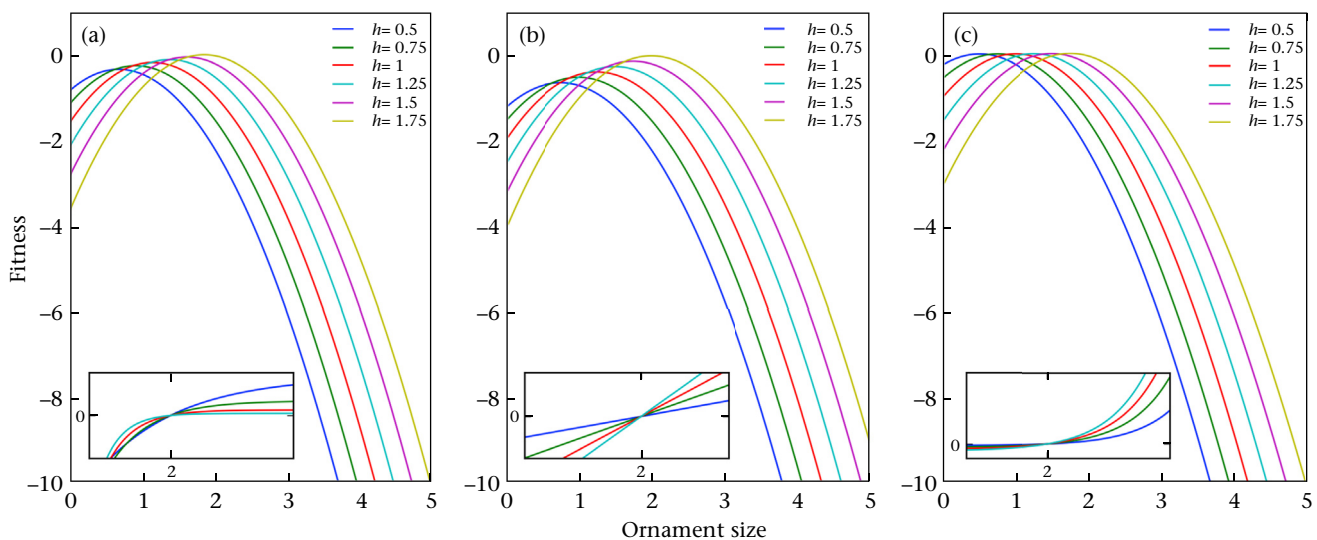 (a)
h= 0.5
h= 0.75
h= 1
h= 1.25
h= 1.5
h= 1.75
(b)
h= 0.5
h= 0.75
h= 1
h= 1.25
h= 1.5
h= 1.75
(c)
h= 0.5
h= 0.75
h= 1
h= 1.25
h= 1.5
h= 1.75
Fitness
0
−2
−4
−6
−8
−10
0
−2
−4
−6
−8
−10
0
−2
−4
−6
−8
−10
0
2
0
2
0
2
0 1 2 3 4 5
0 1 2 3 4 5
0 1 2 3 4 5
Ornament size